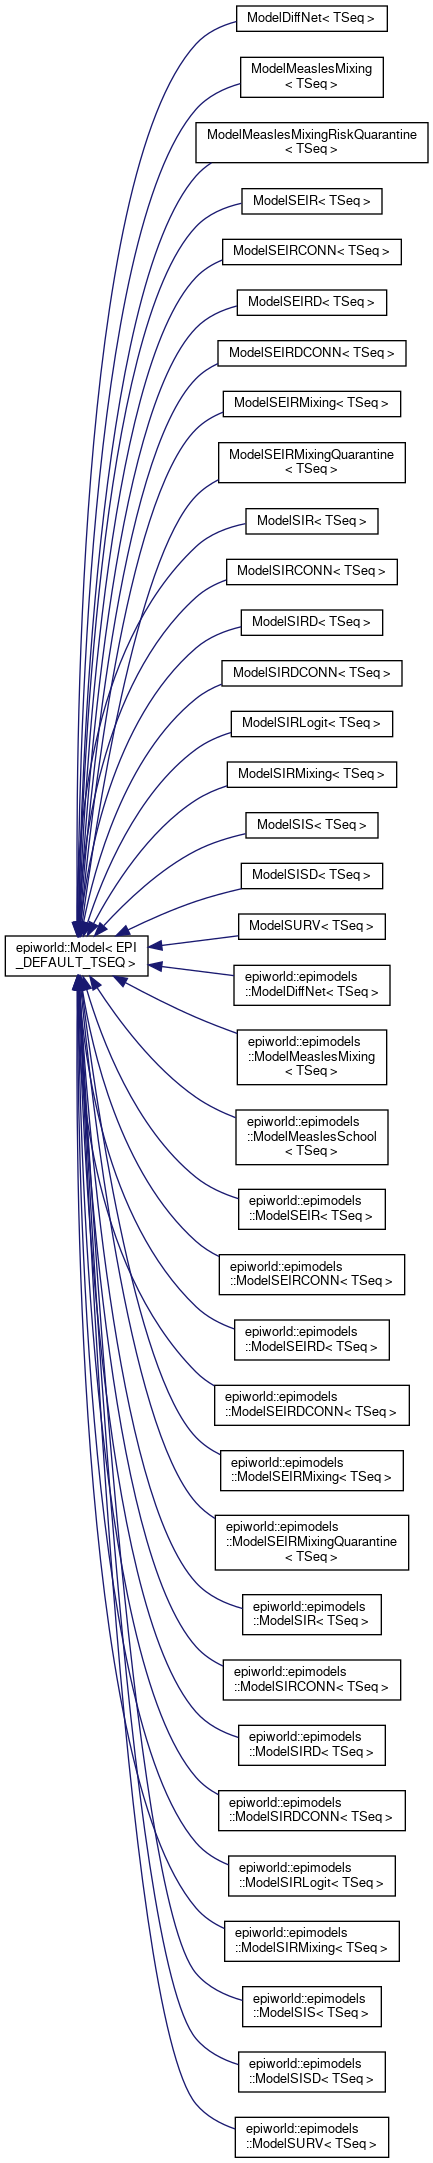 ModelDiffNet< TSeq >
ModelMeaslesMixing
< TSeq >
ModelMeaslesMixingRiskQuarantine
< TSeq >
ModelSEIR< TSeq >
ModelSEIRCONN< TSeq >
ModelSEIRD< TSeq >
ModelSEIRDCONN< TSeq >
ModelSEIRMixing< TSeq >
ModelSEIRMixingQuarantine
< TSeq >
ModelSIR< TSeq >
ModelSIRCONN< TSeq >
ModelSIRD< TSeq >
ModelSIRDCONN< TSeq >
ModelSIRLogit< TSeq >
ModelSIRMixing< TSeq >
ModelSIS< TSeq >
ModelSISD< TSeq >
ModelSURV< TSeq >
epiworld::Model< EPI
_DEFAULT_TSEQ >
epiworld::epimodels
::ModelDiffNet< TSeq >
epiworld::epimodels
::ModelMeaslesMixing
< TSeq >
epiworld::epimodels
::ModelMeaslesSchool
< TSeq >
epiworld::epimodels
::ModelSEIR< TSeq >
epiworld::epimodels
::ModelSEIRCONN< TSeq >
epiworld::epimodels
::ModelSEIRD< TSeq >
epiworld::epimodels
::ModelSEIRDCONN< TSeq >
epiworld::epimodels
::ModelSEIRMixing< TSeq >
epiworld::epimodels
::ModelSEIRMixingQuarantine
< TSeq >
epiworld::epimodels
::ModelSIR< TSeq >
epiworld::epimodels
::ModelSIRCONN< TSeq >
epiworld::epimodels
::ModelSIRD< TSeq >
epiworld::epimodels
::ModelSIRDCONN< TSeq >
epiworld::epimodels
::ModelSIRLogit< TSeq >
epiworld::epimodels
::ModelSIRMixing< TSeq >
epiworld::epimodels
::ModelSIS< TSeq >
epiworld::epimodels
::ModelSISD< TSeq >
epiworld::epimodels
::ModelSURV< TSeq >